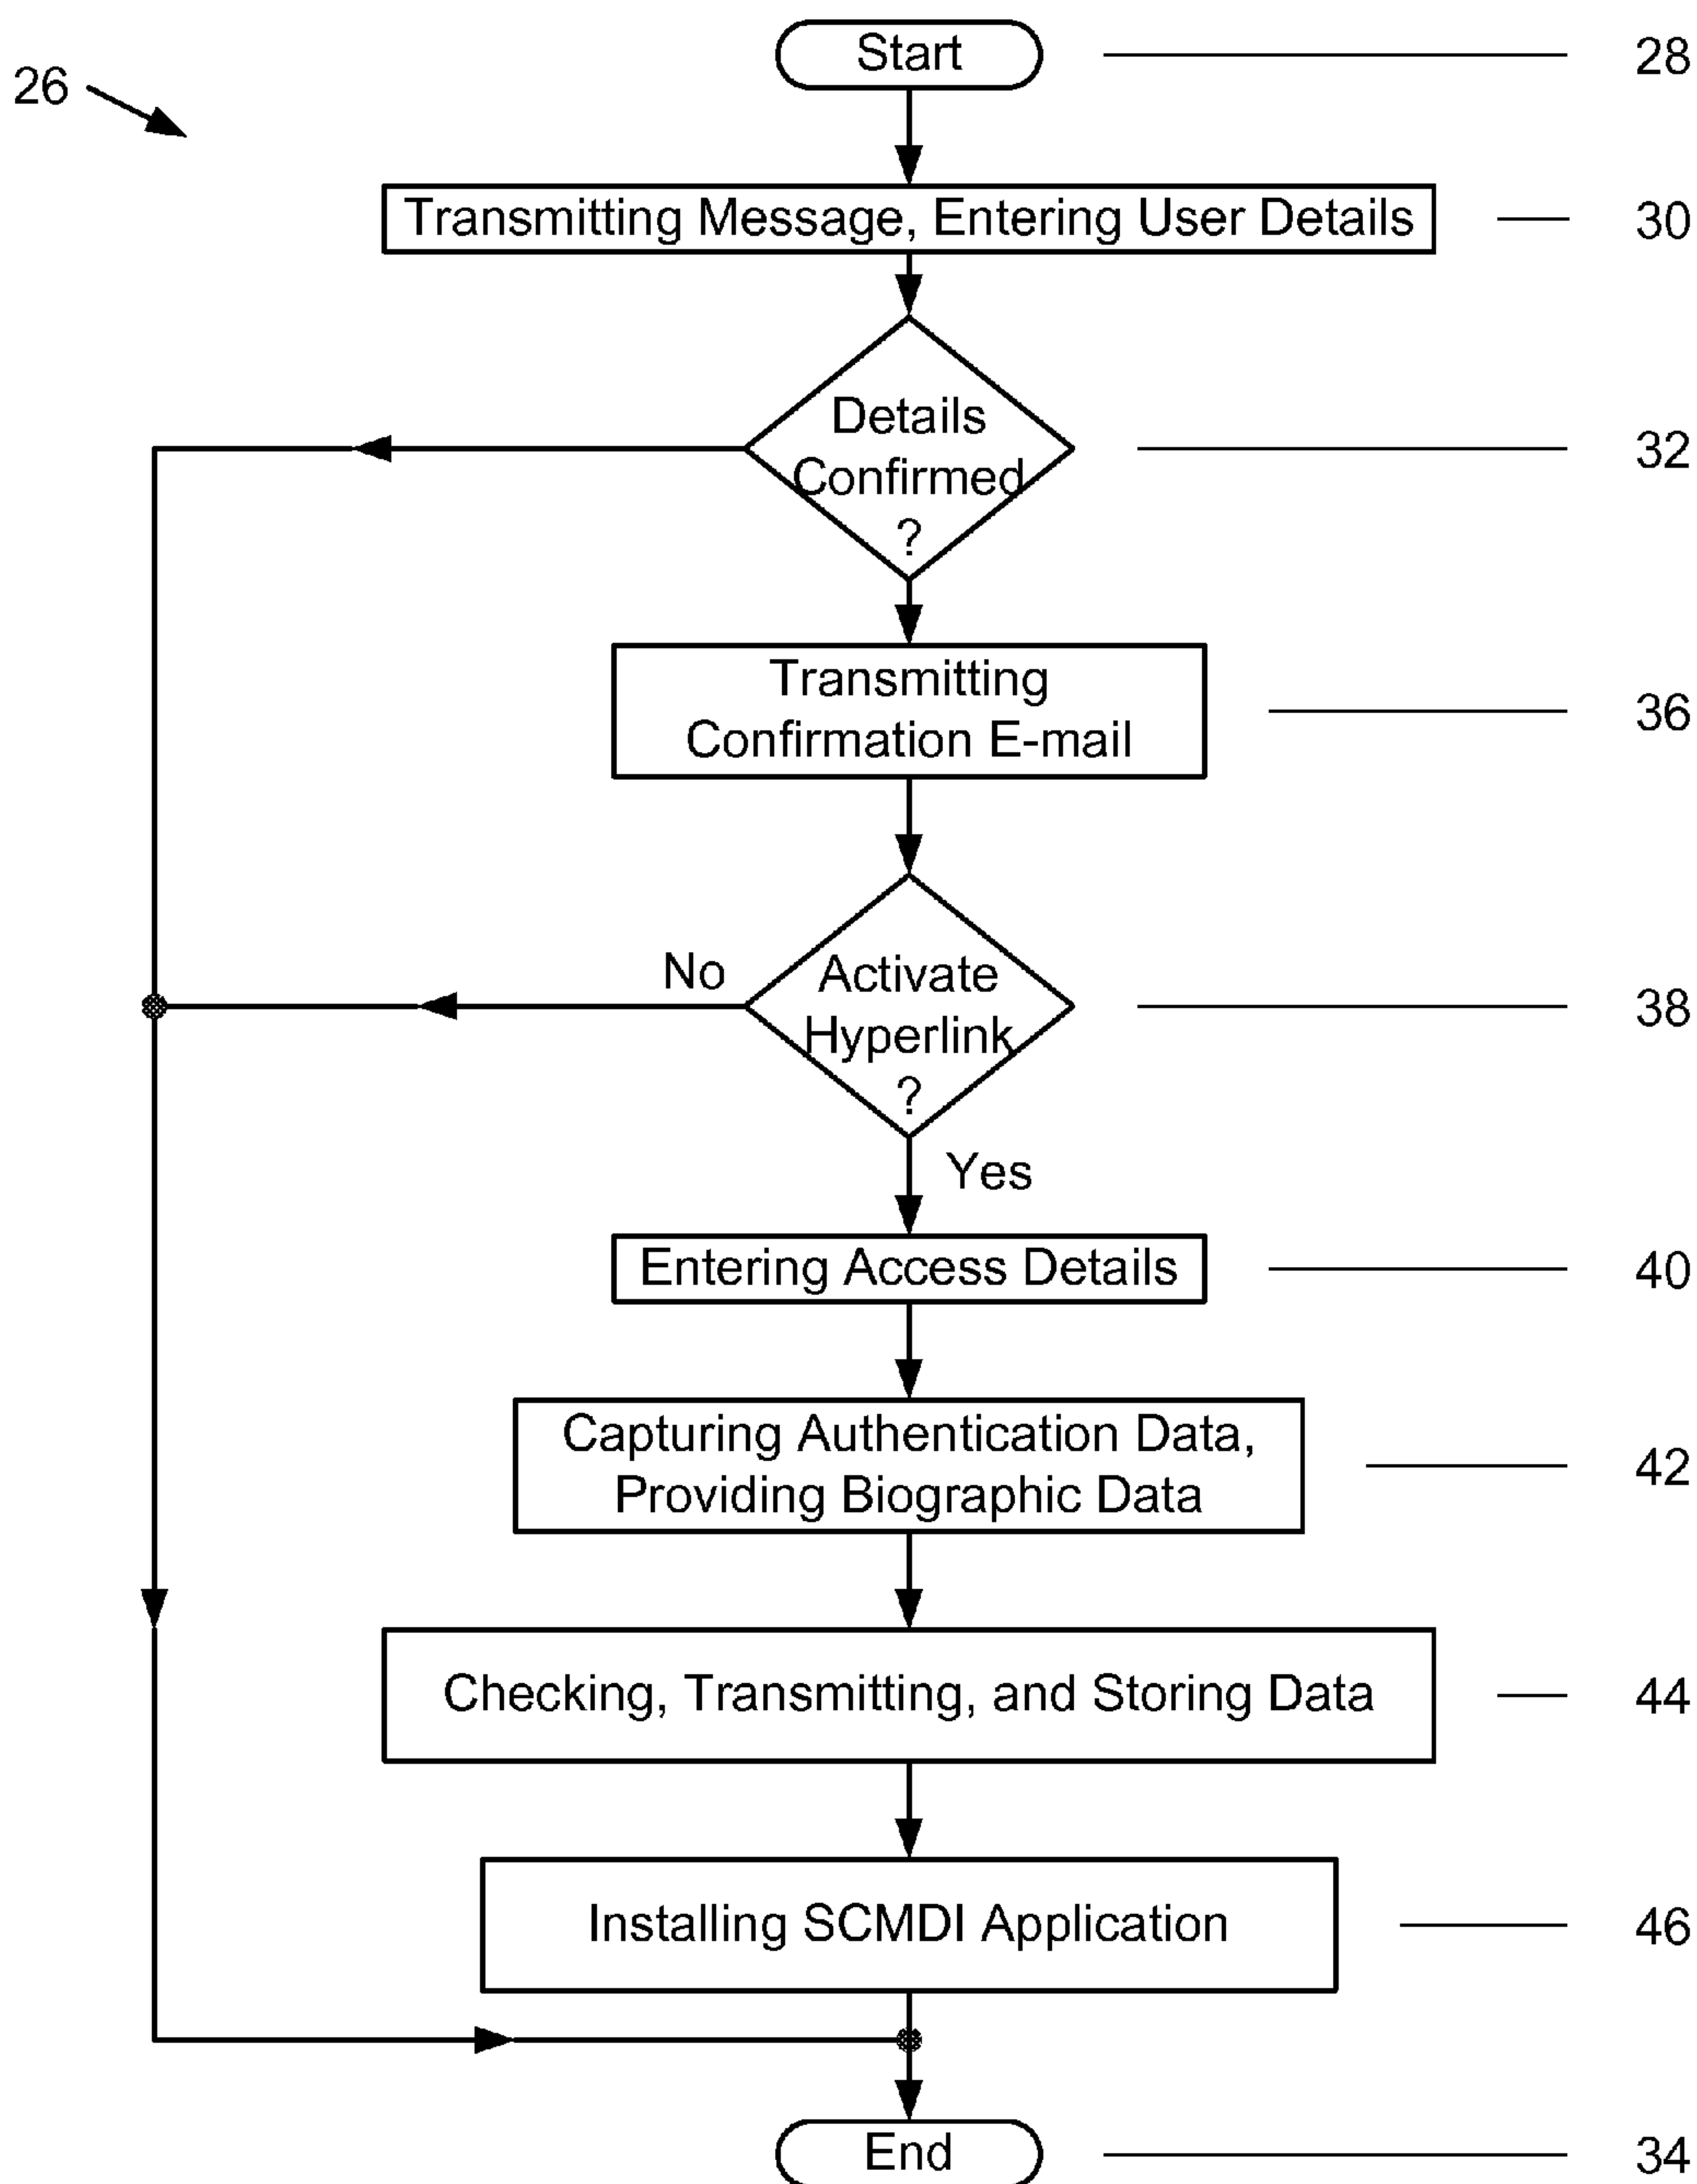 Start
28
26
Transmitting Message, Entering User Details
30
Details
Confirmed
?
32
Transmitting
Confirmation E-mail
36
No
Activate
Hyperlink
?
38
Yes
Entering Access Details
40
Capturing Authentication Data,
Providing Biographic Data
42
Checking, Transmitting, and Storing Data
44
Installing SCMDI Application
46
End
34